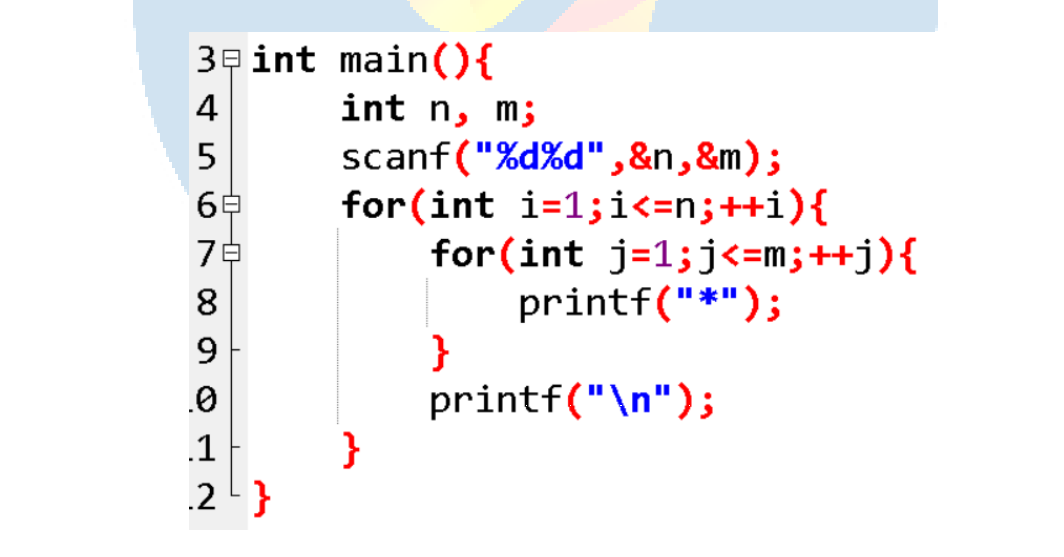 3 int main(){
4 int n, m;
5 scanf("%d%d",&n,&m);
6 for(int i=1;i<=n;++i){
7 for(int j=1;j<=m;++j){
8 printf("*");
9 }
.0 printf("\n");
.1 }
.2 }